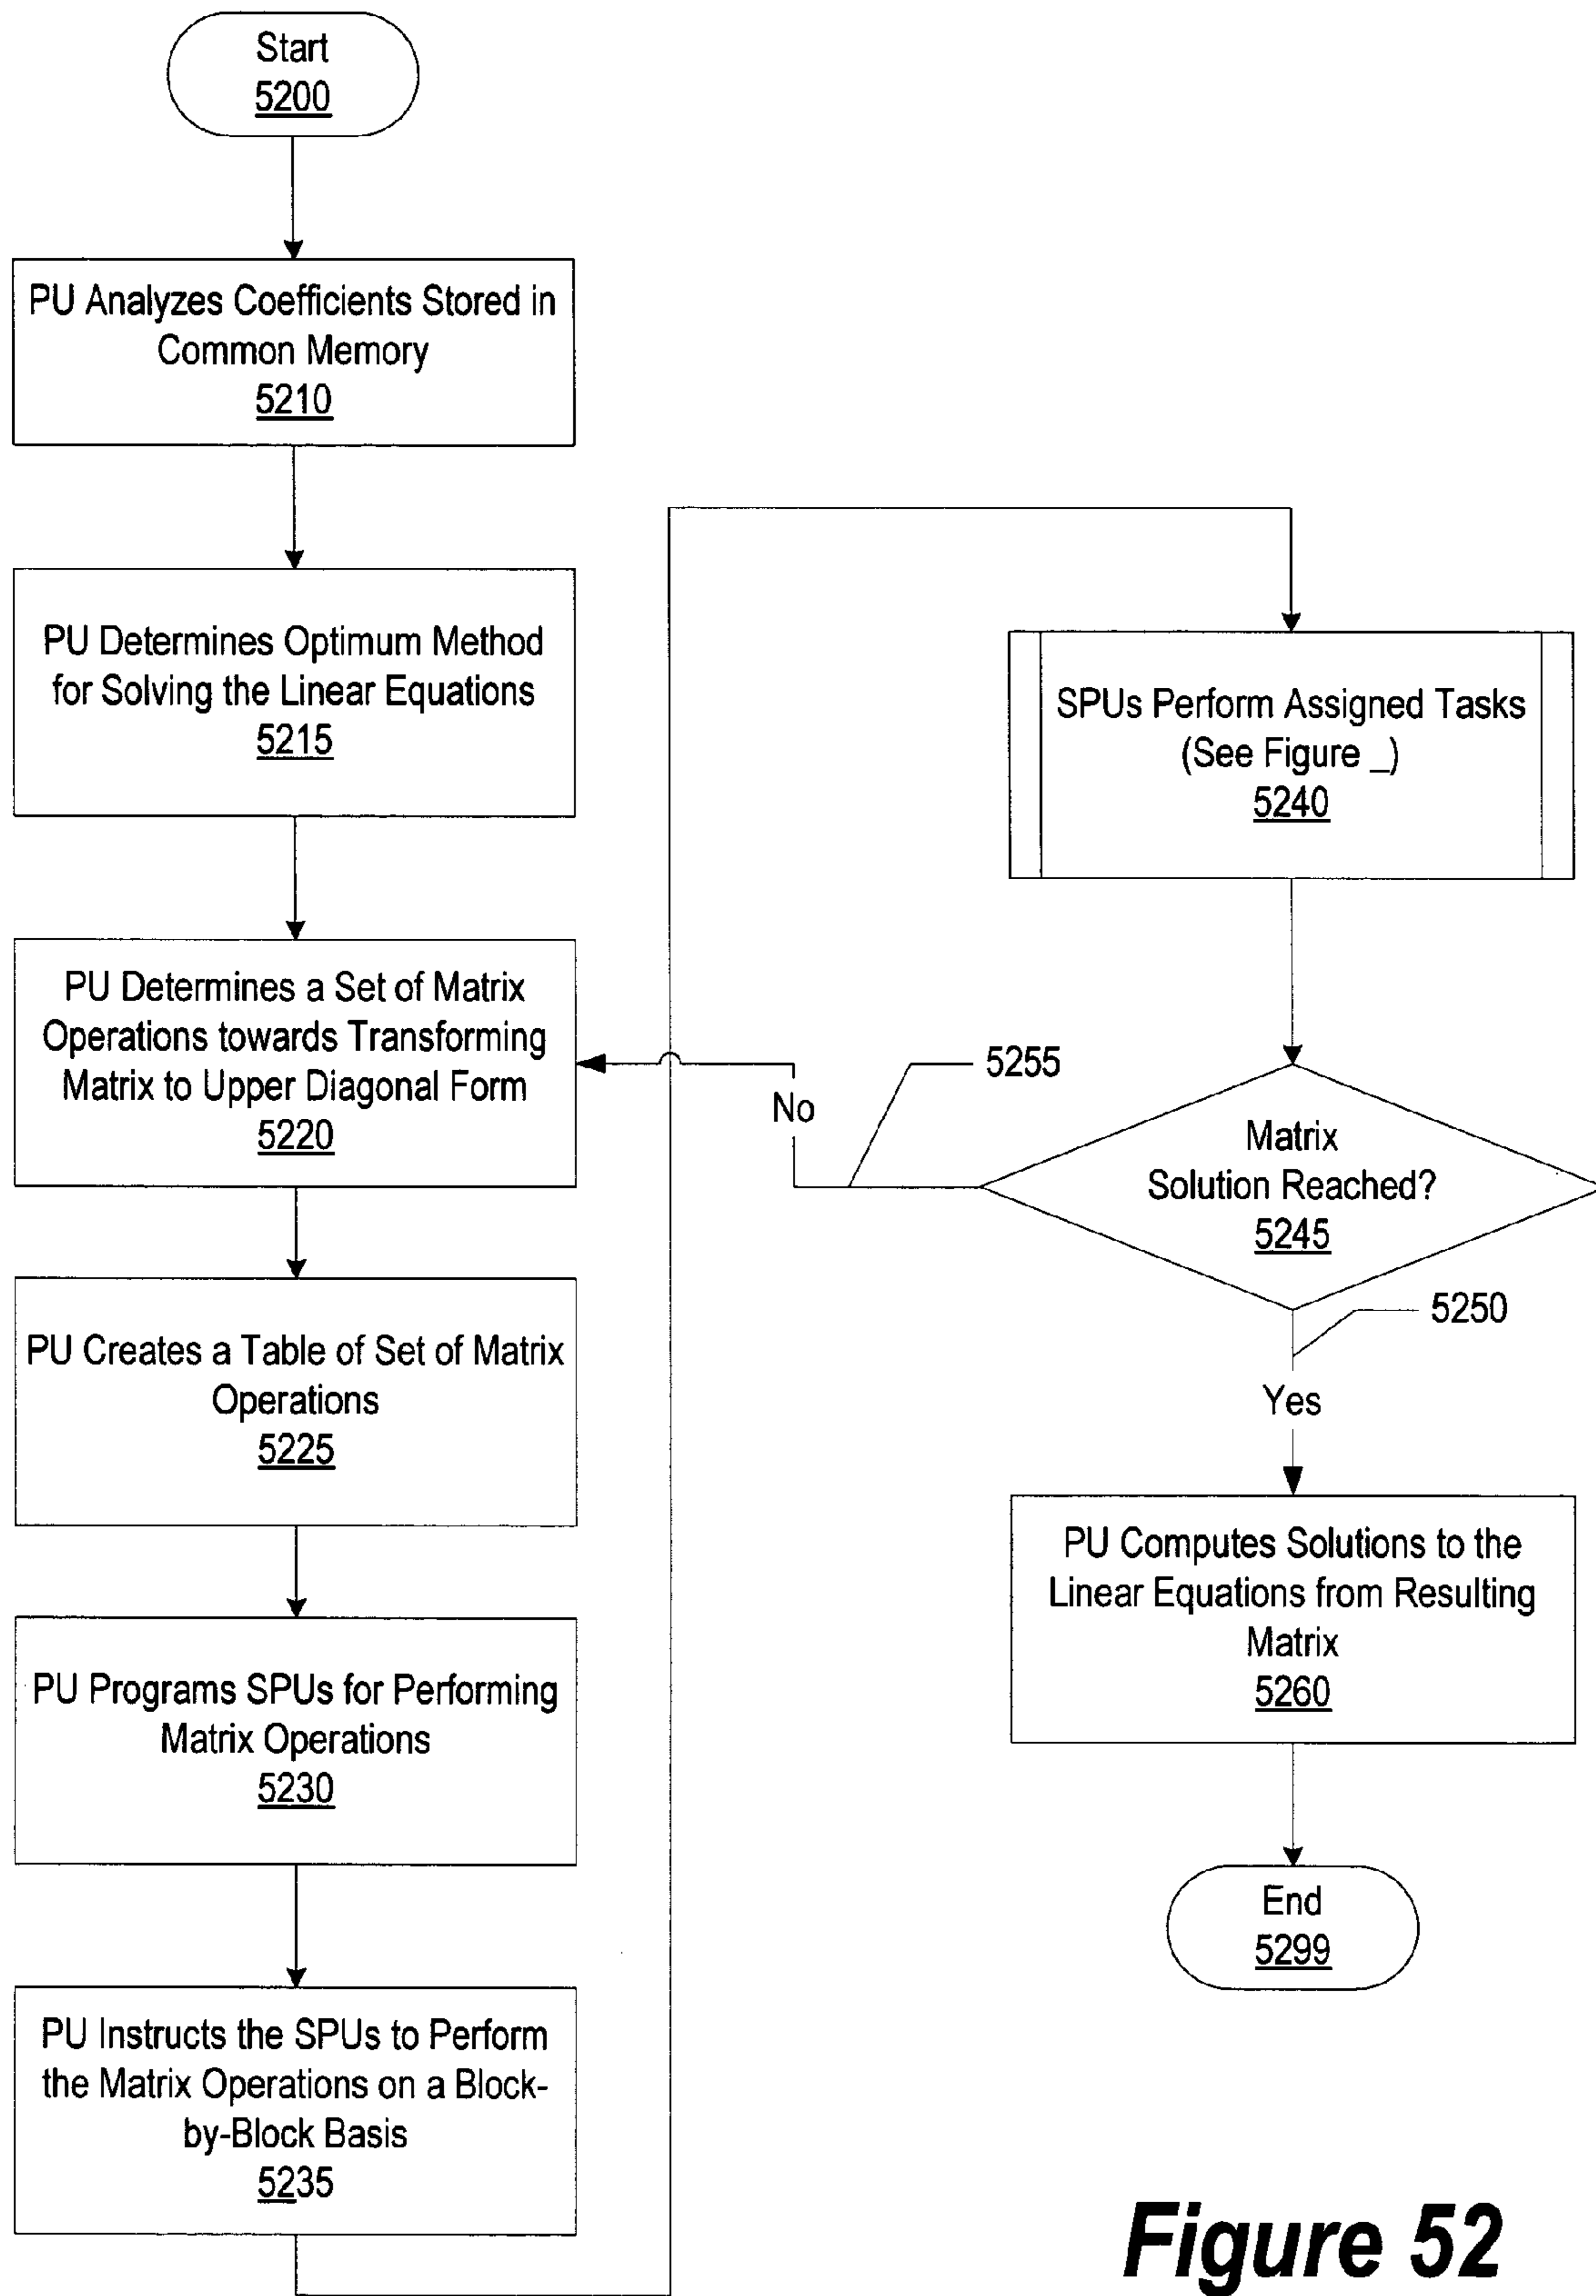 Start
5200
PU Analyzes Coefficients Stored in
Common Memory
5210
PU Determines Optimum Method
for Solving the Linear Equations
5215
PU Determines a Set of Matrix
Operations towards Transforming
Matrix to Upper Diagonal Form
5220
PU Creates a Table of Set of Matrix
Operations
5225
PU Programs SPUs for Performing
Matrix Operations
5230
PU Instructs the SPUs to Perform
the Matrix Operations on a Block-
by-Block Basis
5235
SPUs Perform Assigned Tasks
(See Figure _)
5240
Matrix
Solution Reached?
5245
5255
No
5250
Yes
PU Computes Solutions to the
Linear Equations from Resulting
Matrix
5260
End
5299
Figure 52